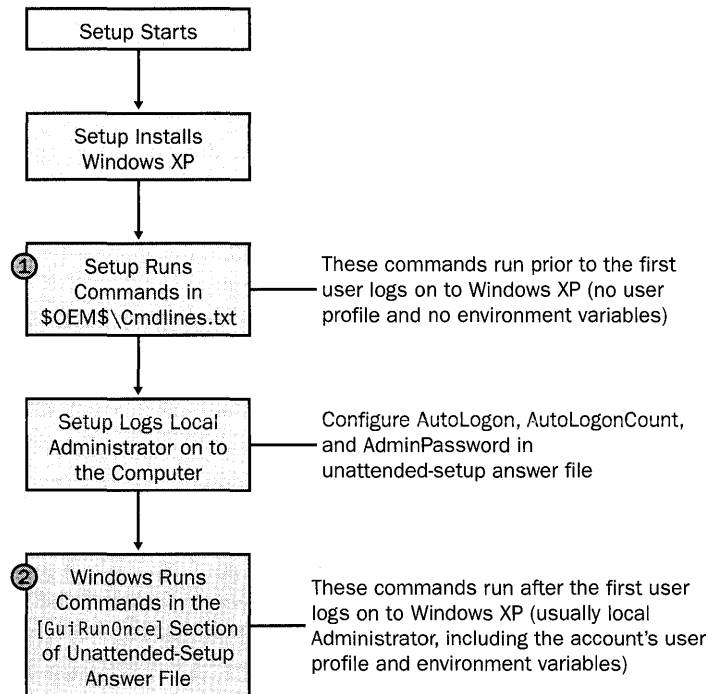 Setup Starts
Setup Installs
Windows XP
1
Setup Runs
Commands in
$OEM$\Cmdlines.txt
These commands run prior to the first
user logs on to Windows XP (no user
profile and no environment variables)
Setup Logs Local
Administrator on to
the Computer
Configure AutoLogon, AutoLogonCount,
and AdminPassword in
unattended-setup answer file
2
Windows Runs
Commands in the
[GuiRunOnce] Section
of Unattended-Setup
Answer File
These commands run after the first user
logs on to Windows XP (usually local
Administrator, including the account's user
profile and environment variables)